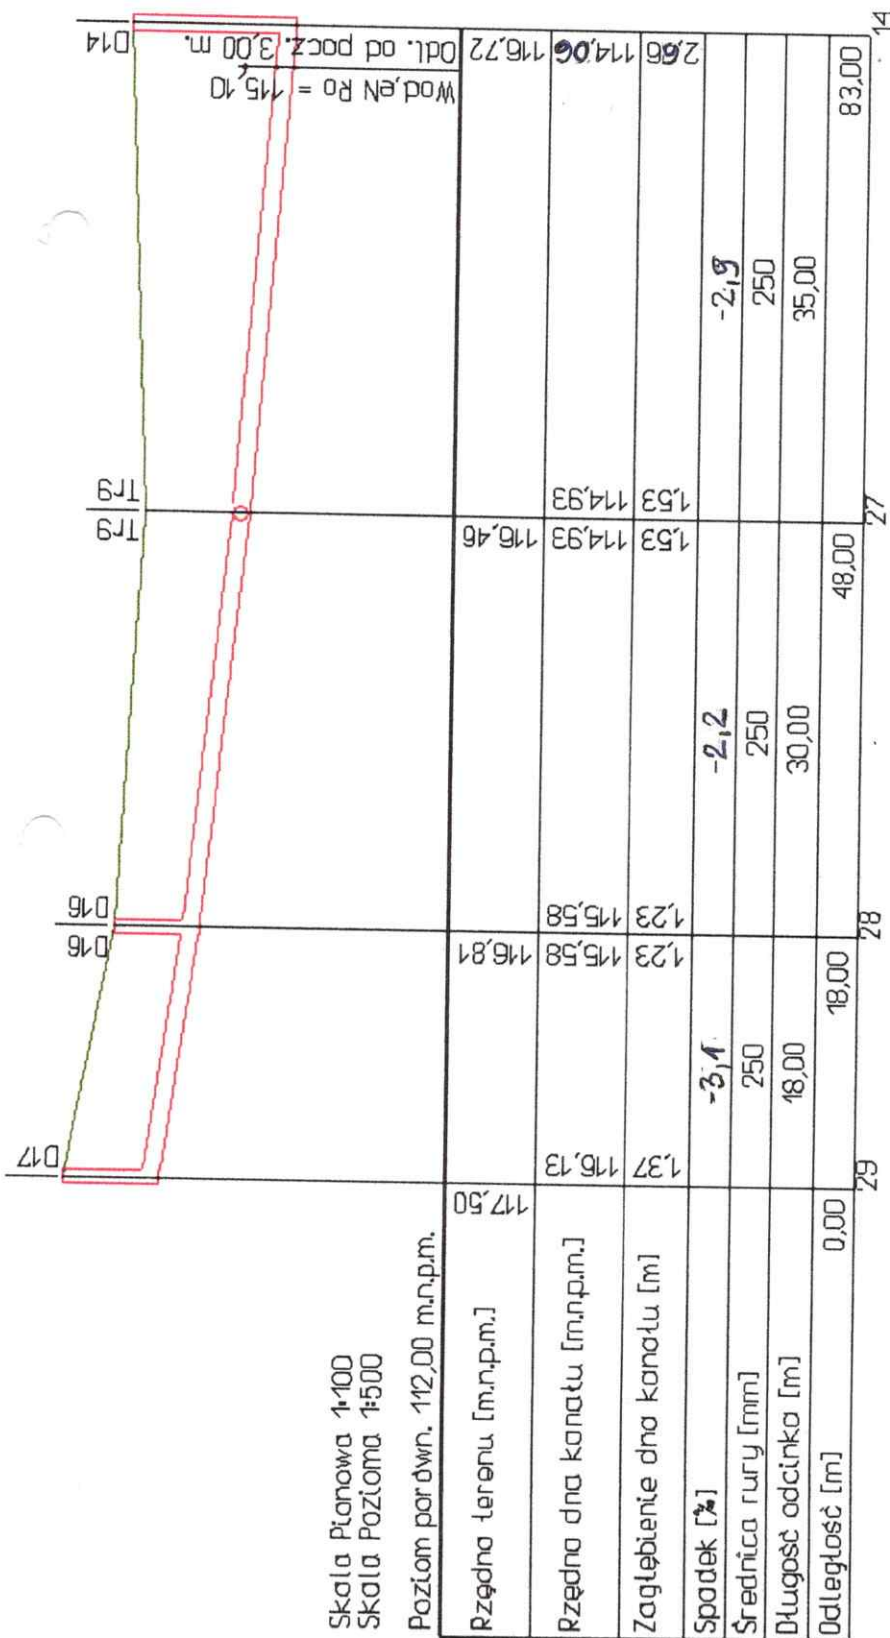 D17
D16
D16
Tr9
Tr9
D14
Wod,eN Ro = 115,10
Odl. od pocz. 3,00 m.
Skala Pionowa 1:100
Skala Pozioma 1:500
Poziom porówn. 112,00 m.n.p.m.
Rzędna terenu [m.n.p.m.] 117,50 116,81 116,46 116,72
Rzędna dna kanału [m.n.p.m.] 116,13 115,58 115,58 114,93 114,93 114,06
Zagłębienie dna kanału [m] 1,37 1,23 1,23 1,53 1,53 2,66
Spadek [%] -3,1 -2,2 -2,9
Średnica rury [mm] 250 250 250
Długość odcinka [m] 18,00 30,00 35,00
Odległość [m] 0,00 18,00 48,00 83,00
29 28 27 14